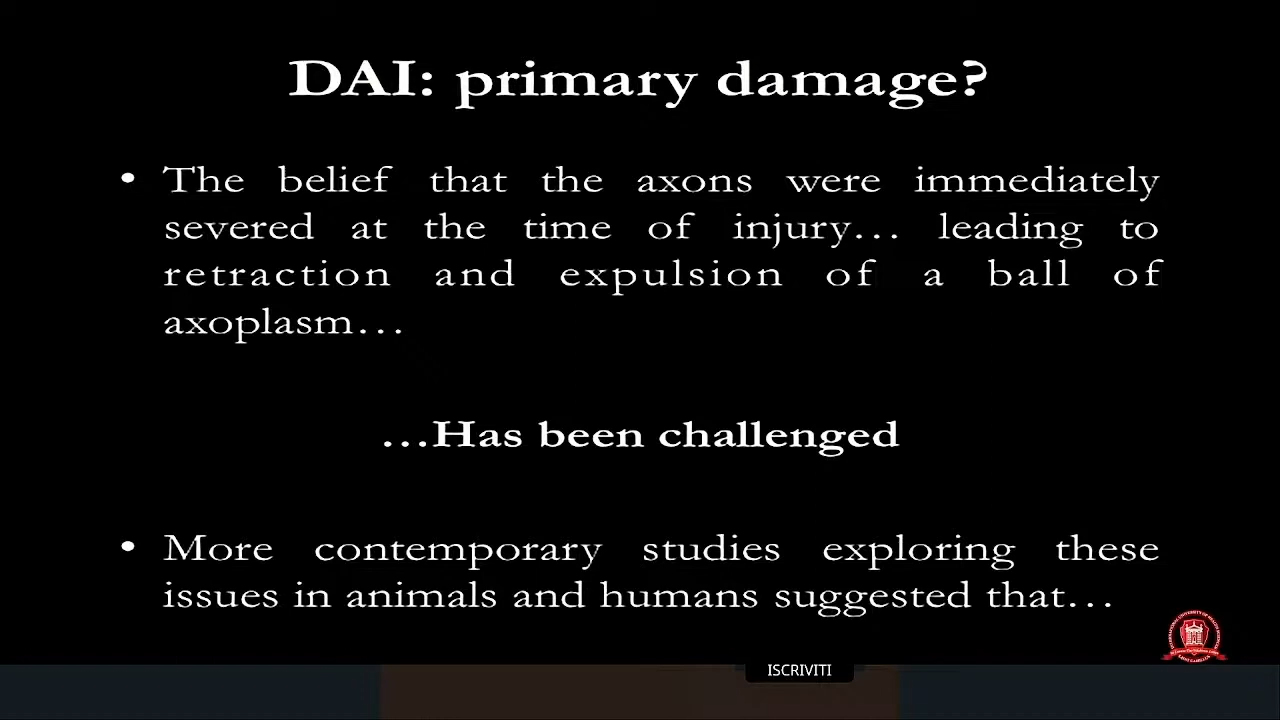 DAI: primary damage?
• The belief that the axons were immediately
severed at the time of injury… leading to
retraction and expulsion of a ball of
axoplasm…
…Has been challenged
• More contemporary studies exploring these
issues in animals and humans suggested that…
ISCRIVITI